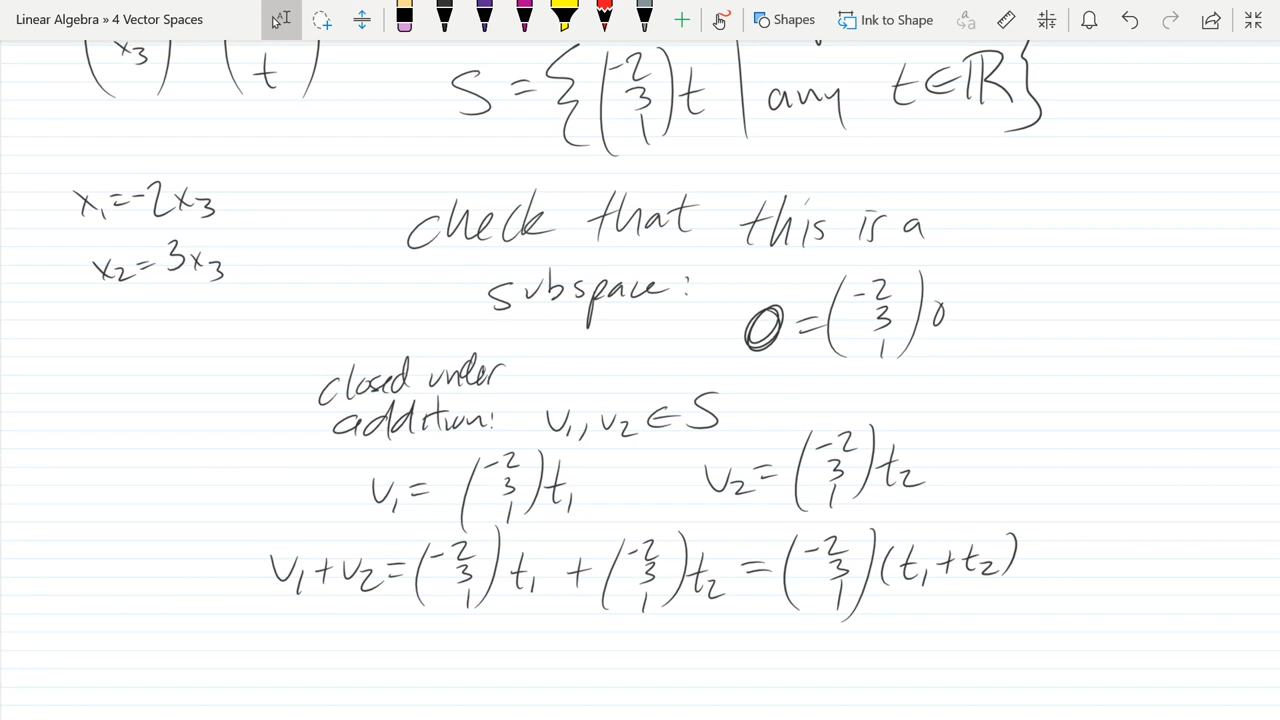 Linear Algebra » 4 Vector Spaces
Shapes
Ink to Shape
x₃
t
S = { (-2 3 1) t | any t ∈ ℝ }
x₁ = -2x₃
x₂ = 3x₃
check that this is a
subspace:
0 = (-2 3 1) 0
closed under
addition: v₁, v₂ ∈ S
v₁ = (-2 3 1) t₁ v₂ = (-2 3 1) t₂
v₁ + v₂ = (-2 3 1) t₁ + (-2 3 1) t₂ = (-2 3 1) (t₁ + t₂)